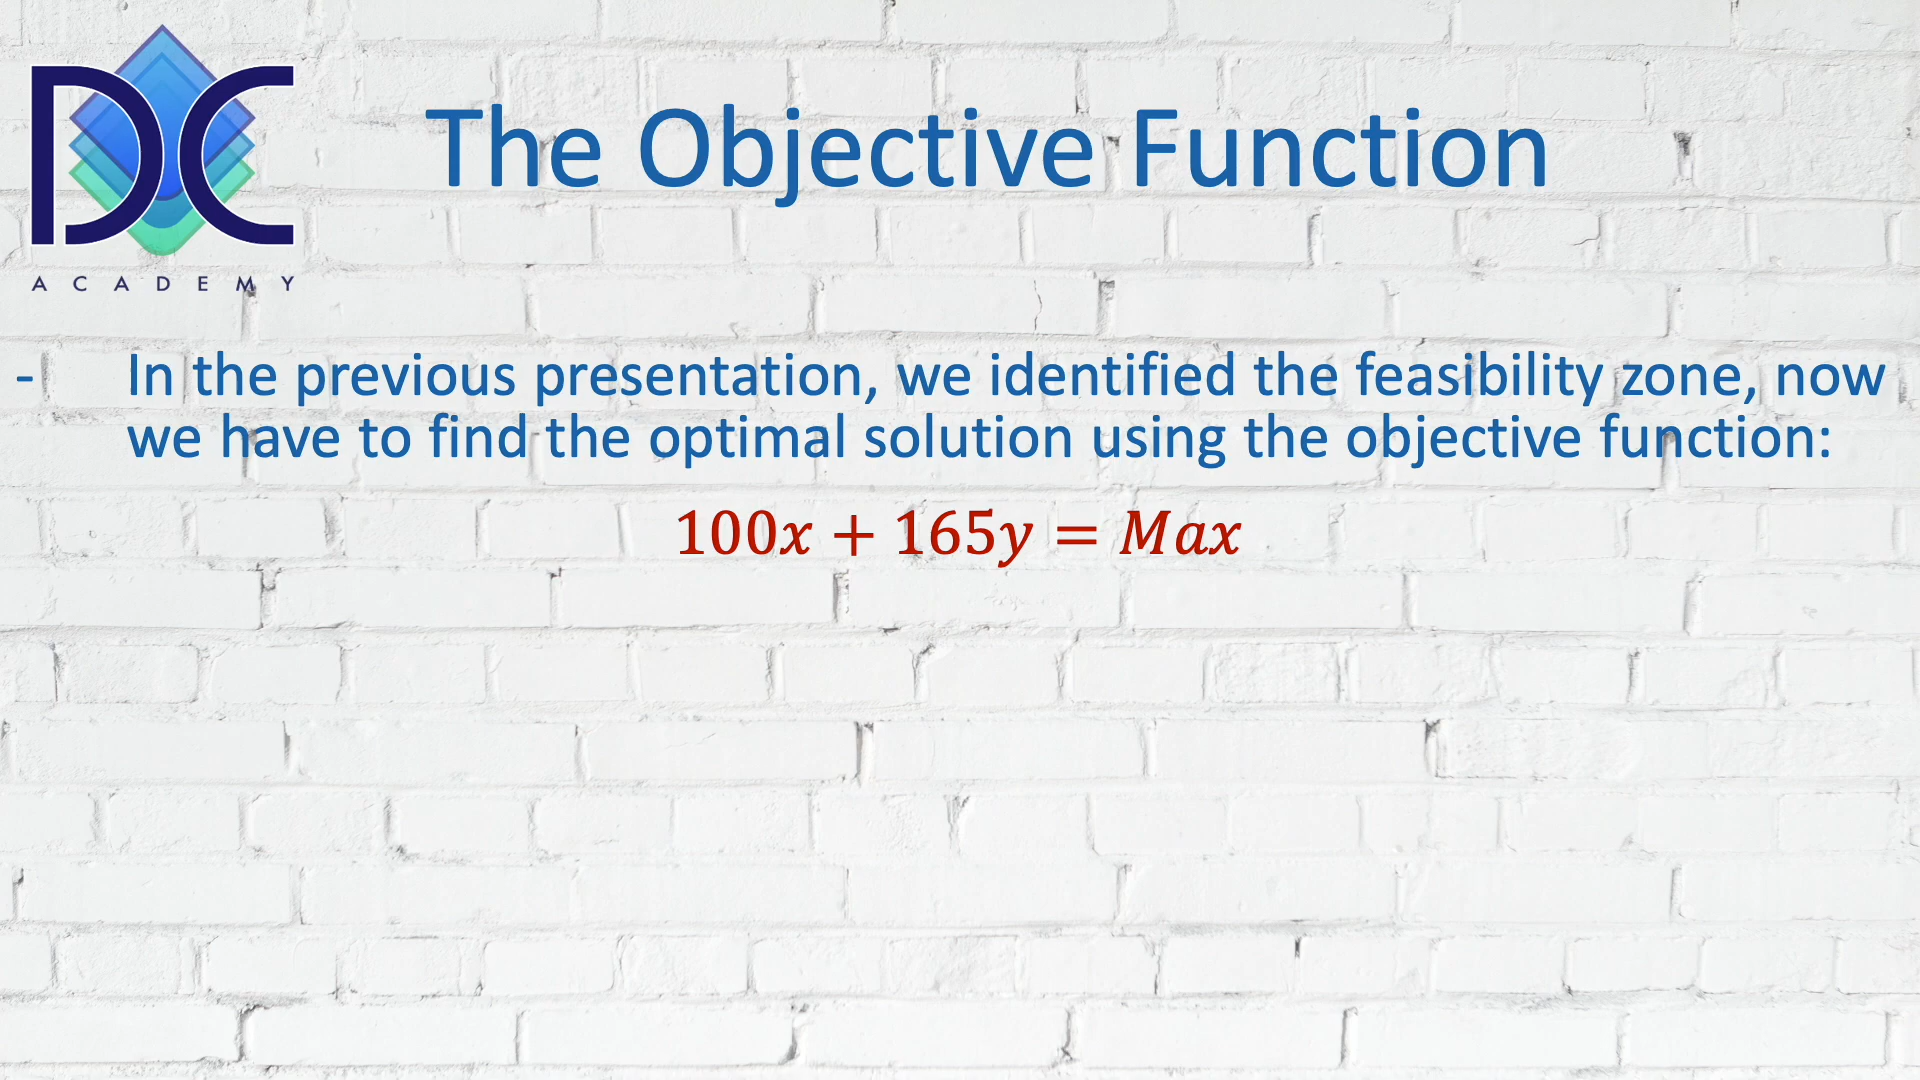 DC
ACADEMY
The Objective Function
- In the previous presentation, we identified the feasibility zone, now
we have to find the optimal solution using the objective function:
100x + 165y = Max